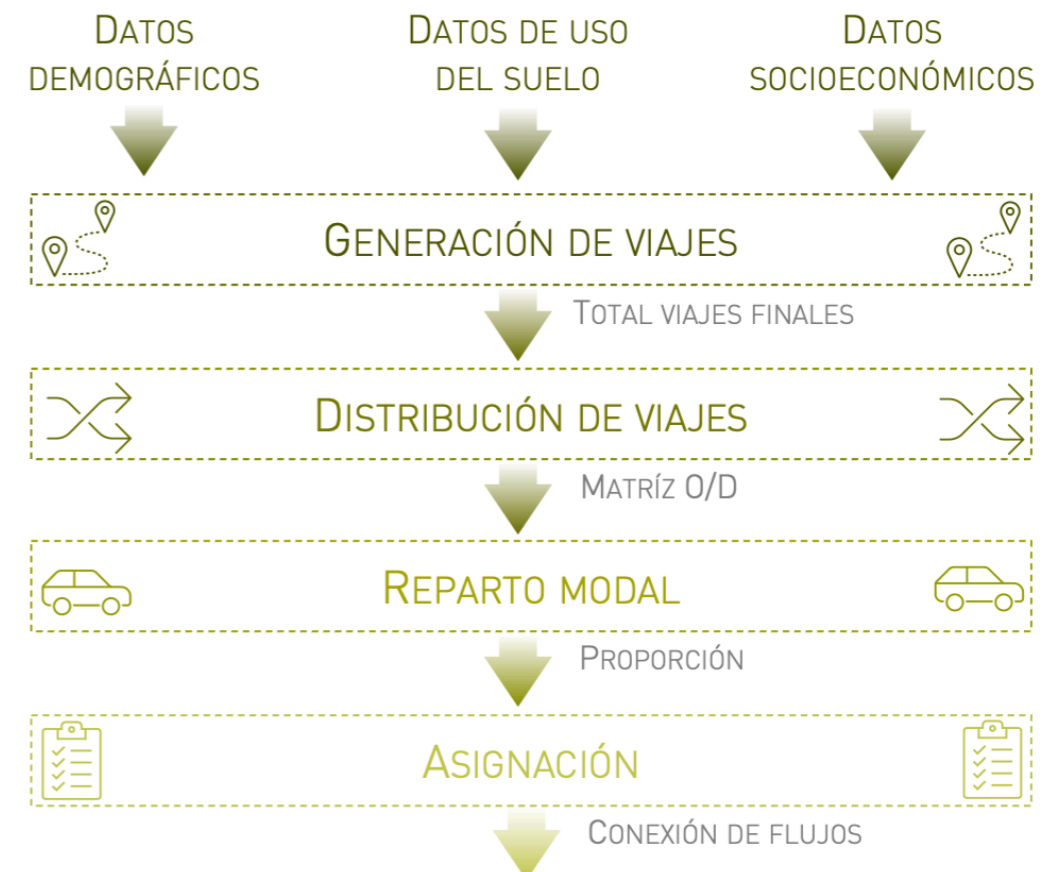 DATOS DEMOGRÁFICOS
DATOS DE USO DEL SUELO
DATOS SOCIOECONÓMICOS
GENERACIÓN DE VIAJES
TOTAL VIAJES FINALES
DISTRIBUCIÓN DE VIAJES
MATRÍZ O/D
REPARTO MODAL
PROPORCIÓN
ASIGNACIÓN
CONEXIÓN DE FLUJOS